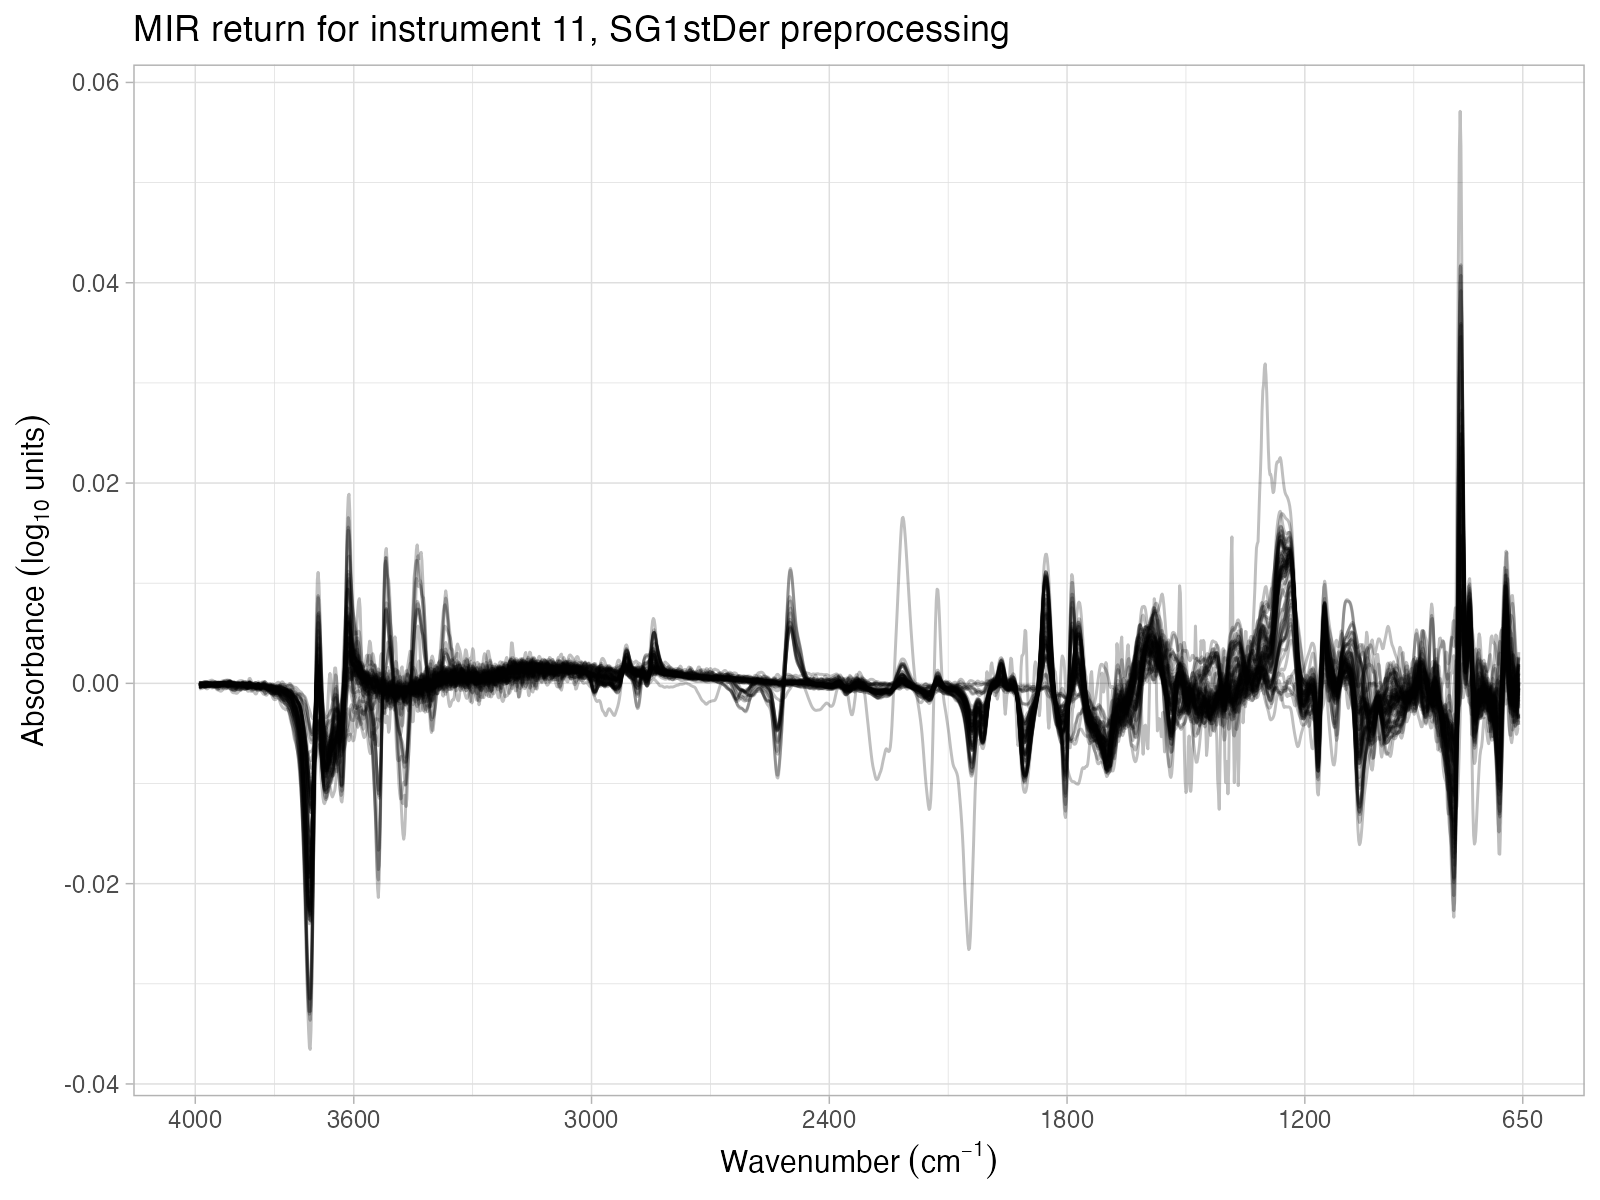 MIR return for instrument 11, SG1stDer preprocessing
Absorbance (log₁₀ units)
0.06
0.04
0.02
0.00
-0.02
-0.04
4000 3600 3000 2400 1800 1200 650
Wavenumber (cm⁻¹)